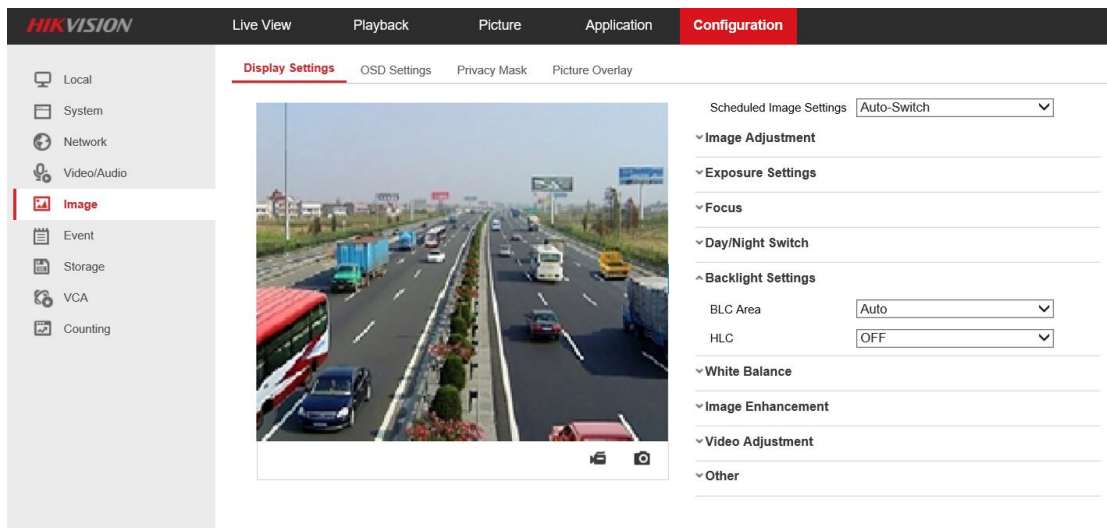 HIKVISION
Live View
Playback
Picture
Application
Configuration
Local
System
Network
Video/Audio
Image
Event
Storage
VCA
Counting
Display Settings
OSD Settings
Privacy Mask
Picture Overlay
Scheduled Image Settings Auto-Switch
Image Adjustment
Exposure Settings
Focus
Day/Night Switch
Backlight Settings
BLC Area Auto
HLC OFF
White Balance
Image Enhancement
Video Adjustment
Other